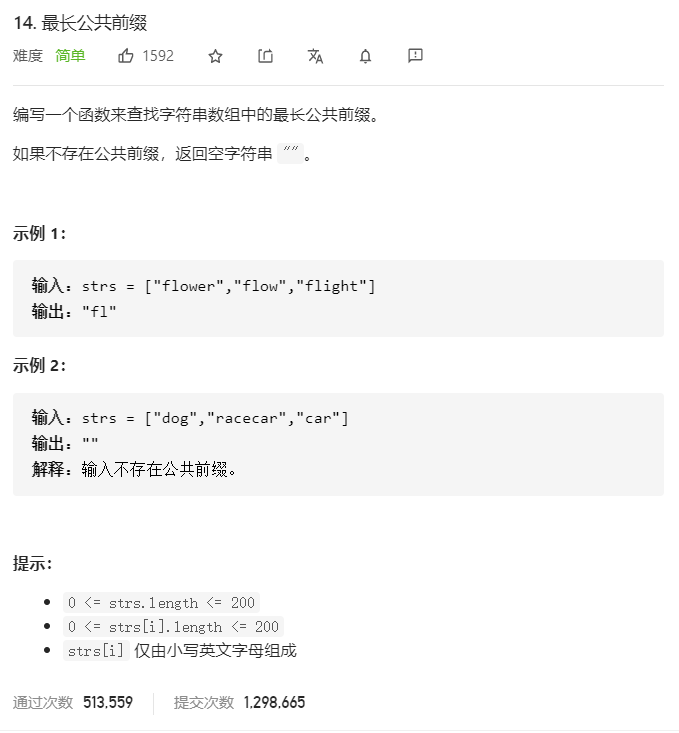 14. 最长公共前缀
难度 简单 1592
编写一个函数来查找字符串数组中的最长公共前缀。
如果不存在公共前缀，返回空字符串 ""。
示例 1：
输入：strs = ["flower","flow","flight"]
输出："fl"
示例 2：
输入：strs = ["dog","racecar","car"]
输出：""
解释：输入不存在公共前缀。
提示：
0 <= strs.length <= 200
0 <= strs[i].length <= 200
strs[i] 仅由小写英文字母组成
通过次数 513,559 提交次数 1,298,665